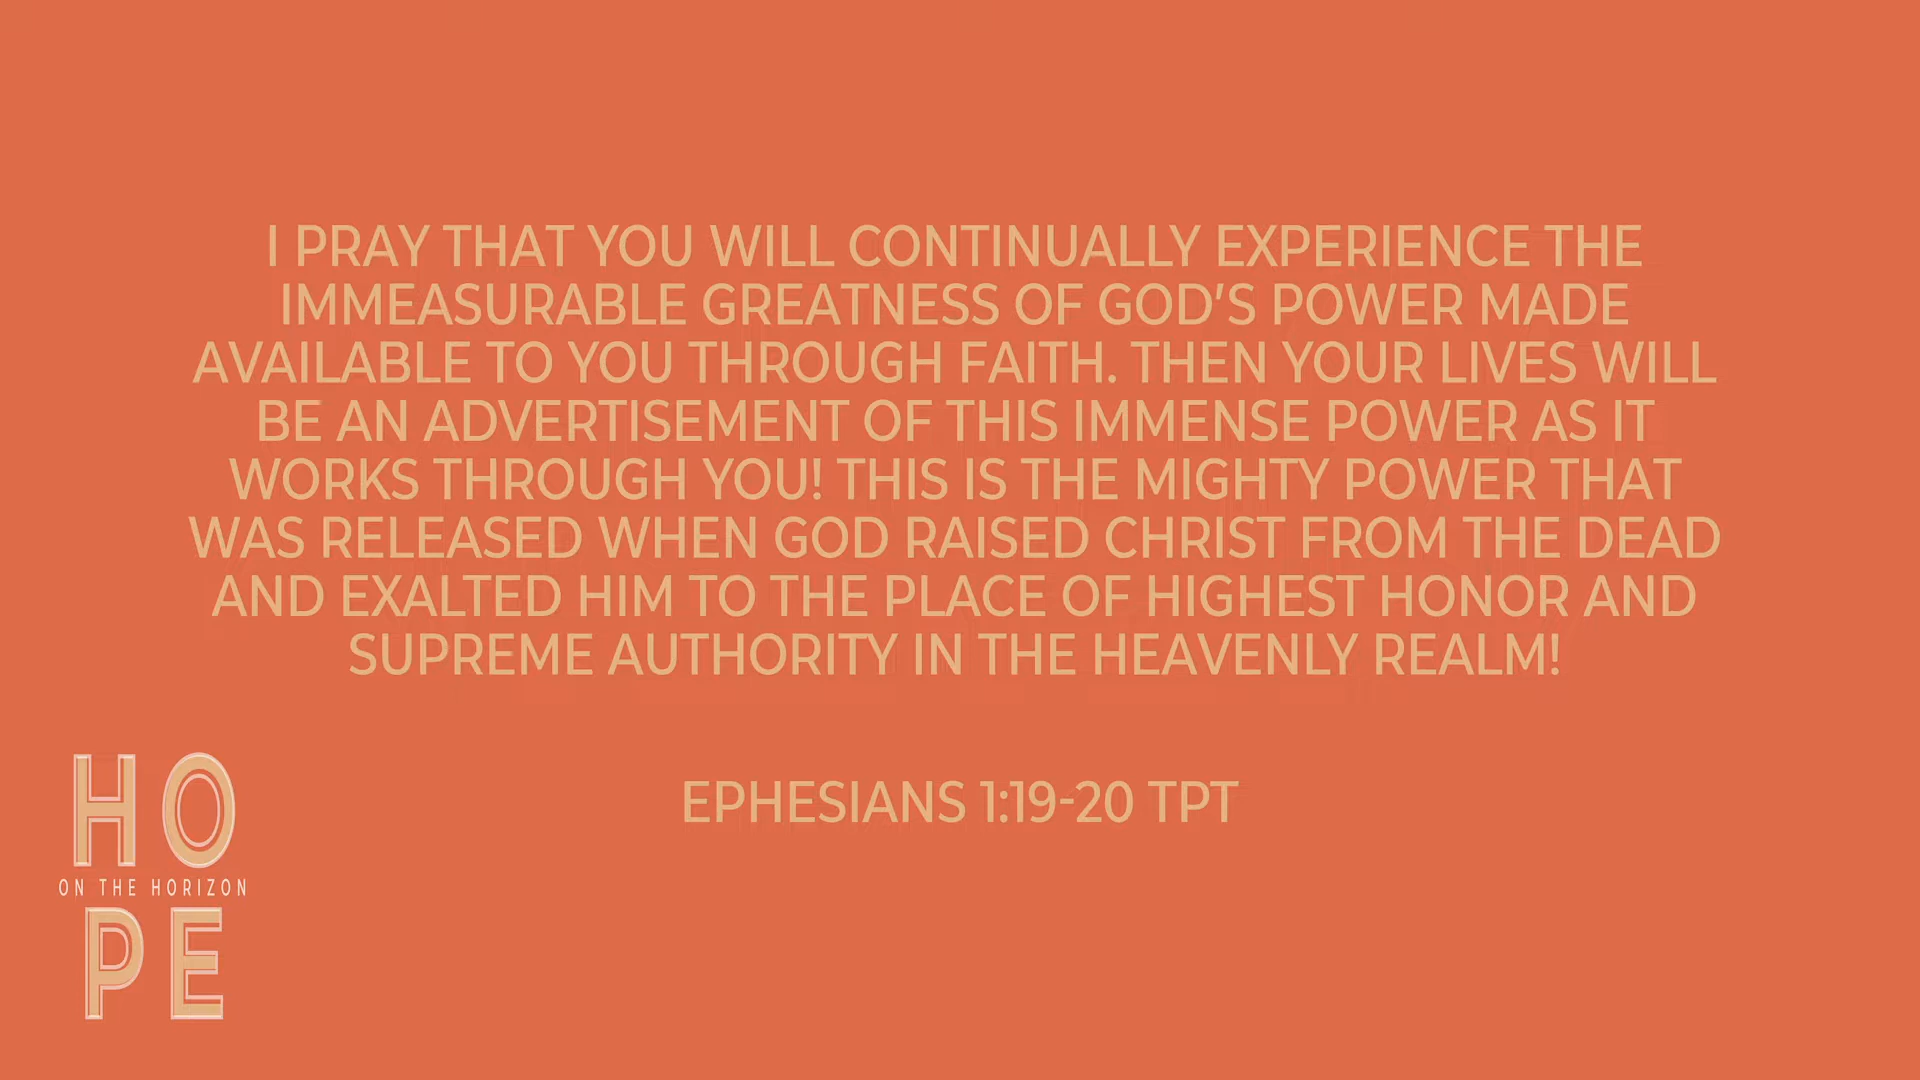 I PRAY THAT YOU WILL CONTINUALLY EXPERIENCE THE
IMMEASURABLE GREATNESS OF GOD'S POWER MADE
AVAILABLE TO YOU THROUGH FAITH. THEN YOUR LIVES WILL
BE AN ADVERTISEMENT OF THIS IMMENSE POWER AS IT
WORKS THROUGH YOU! THIS IS THE MIGHTY POWER THAT
WAS RELEASED WHEN GOD RAISED CHRIST FROM THE DEAD
AND EXALTED HIM TO THE PLACE OF HIGHEST HONOR AND
SUPREME AUTHORITY IN THE HEAVENLY REALM!
EPHESIANS 1:19-20 TPT
HO
ON THE HORIZON
PE